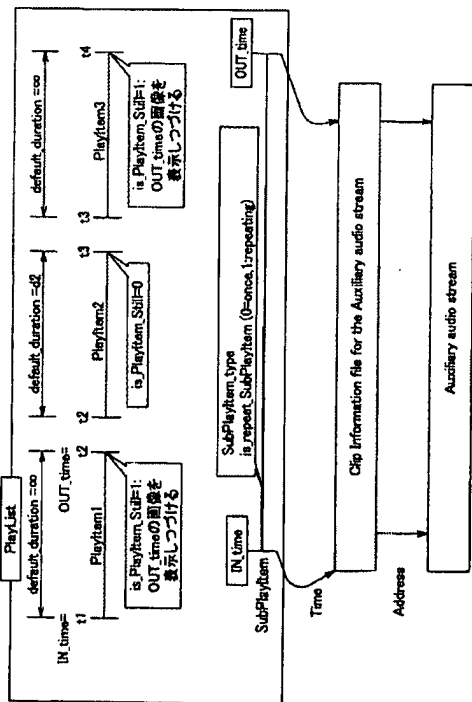 PlayList
default_duration =∞
default_duration =d2
default_duration =∞
IN_time=
OUT_time=
t1
t2
t2
t3
t3
t4
PlayItem1
PlayItem2
PlayItem3
is_PlayItem_Still=1:
OUT_timeの画像を
表示しつづける
is_PlayItem_Still=0
is_PlayItem_Still=1:
OUT_timeの画像を
表示しつづける
SubPlayItem_type
is_repeat_SubPlayItem (0=once,1:repeating)
IN_time
OUT_time
SubPlayItem
Time
Clip Information file for the Auxiliary audio stream
Address
Auxiliary audio stream